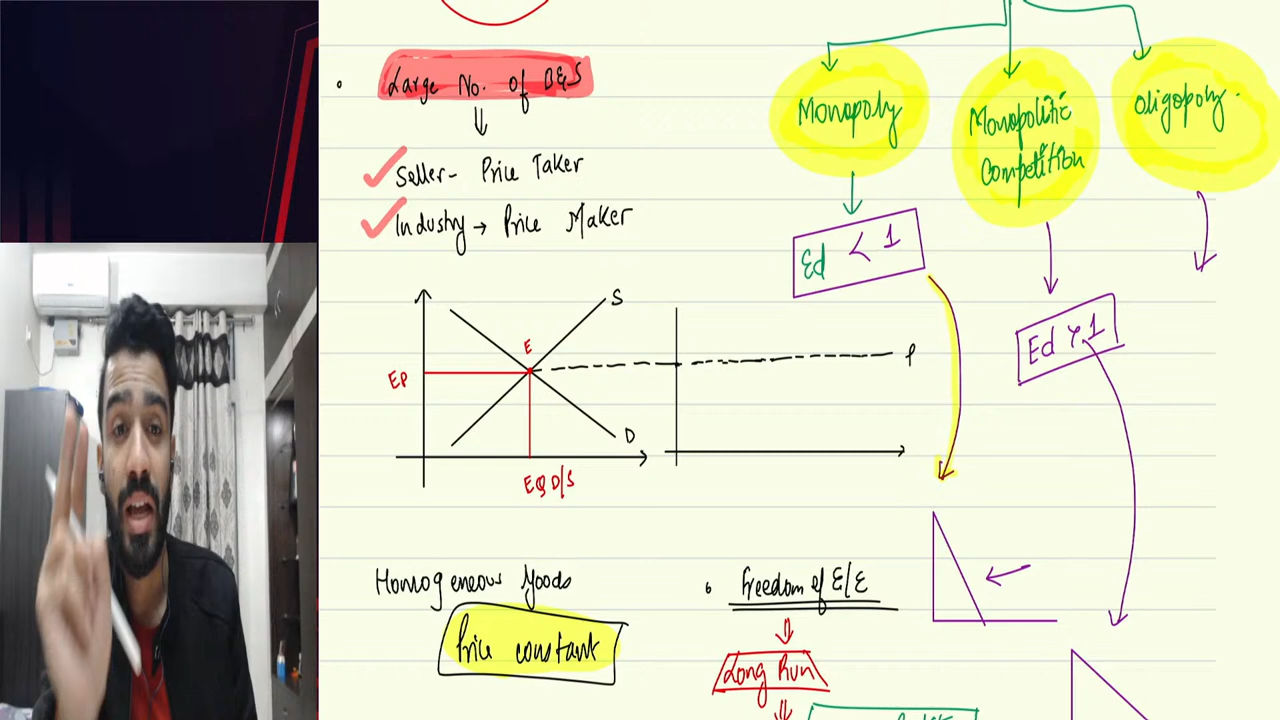 Large No. of B&S
Seller- Price Taker
Industry → Price Maker
S
E
EP
P
D
EQ D/S
Homogeneous Goods
Price constant
Freedom of E/E
Long Run
Monopoly
Monopolitic
Competition
Oligopoly.
Ed < 1
Ed > 1